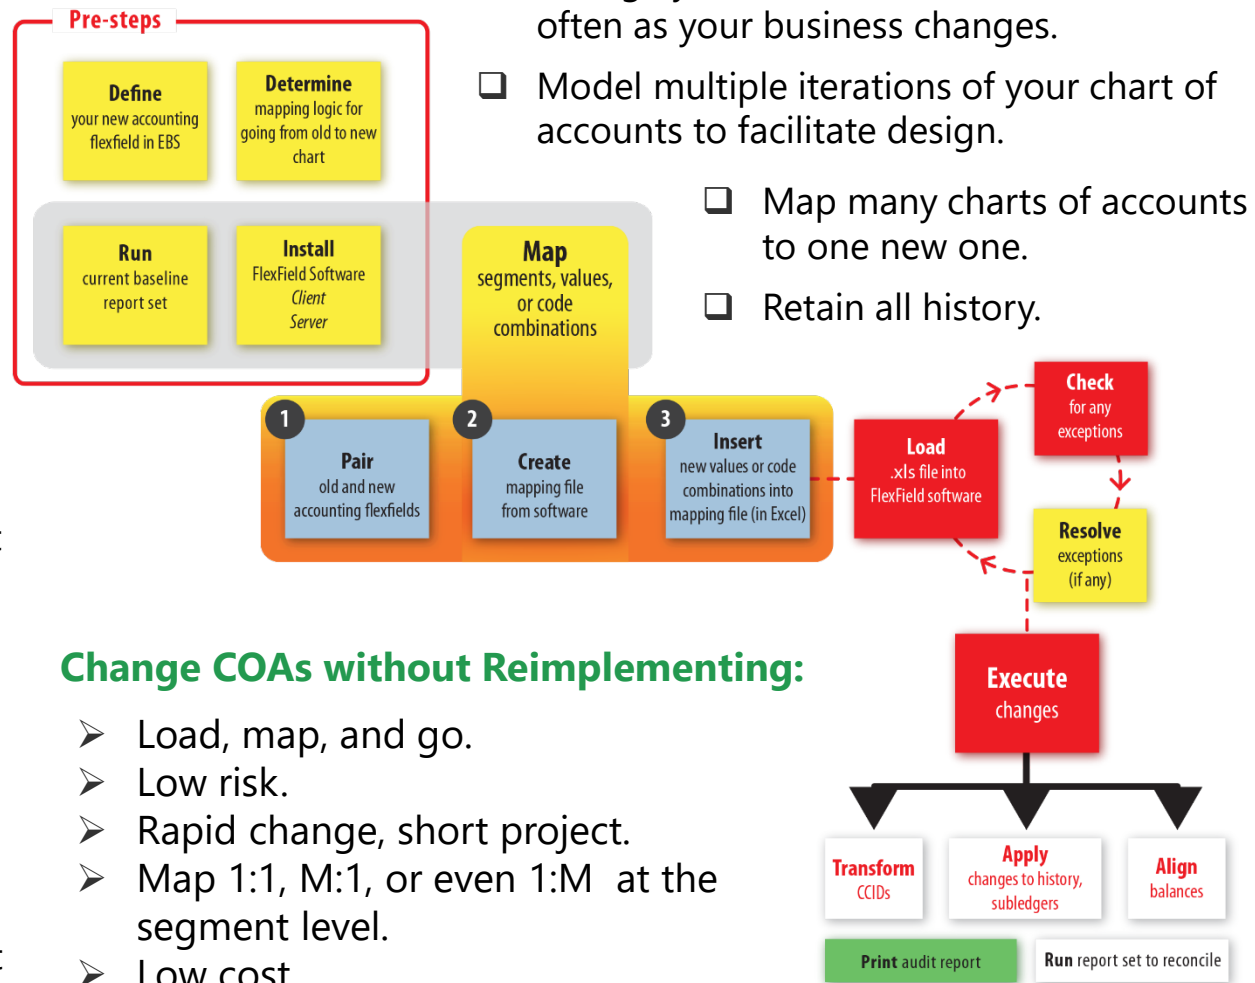 often as your business changes.
❑ Model multiple iterations of your chart of
accounts to facilitate design.
❑ Map many charts of accounts
to one new one.
❑ Retain all history.
Pre-steps
Define
your new accounting
flexfield in EBS
Determine
mapping logic for
going from old to new
chart
Run
current baseline
report set
Install
FlexField Software
Client
Server
Map
segments, values,
or code
combinations
1
Pair
old and new
accounting flexfields
2
Create
mapping file
from software
3
Insert
new values or code
combinations into
mapping file (in Excel)
Load
.xls file into
FlexField software
Check
for any
exceptions
Resolve
exceptions
(if any)
Execute
changes
Transform
CCIDs
Apply
changes to history,
subledgers
Align
balances
Print audit report
Run report set to reconcile
Change COAs without Reimplementing:
➢ Load, map, and go.
➢ Low risk.
➢ Rapid change, short project.
➢ Map 1:1, M:1, or even 1:M at the
segment level.
➢ Low cost